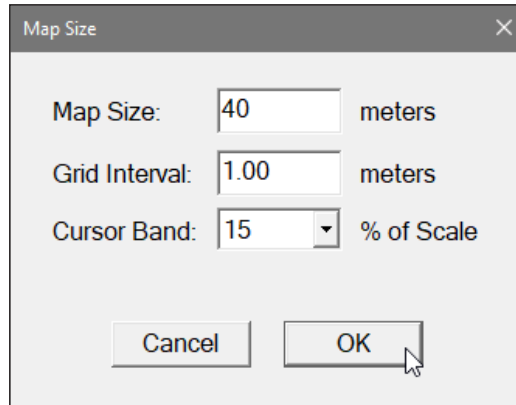 Map Size
Map Size: 40 meters
Grid Interval: 1.00 meters
Cursor Band: 15 % of Scale
Cancel OK